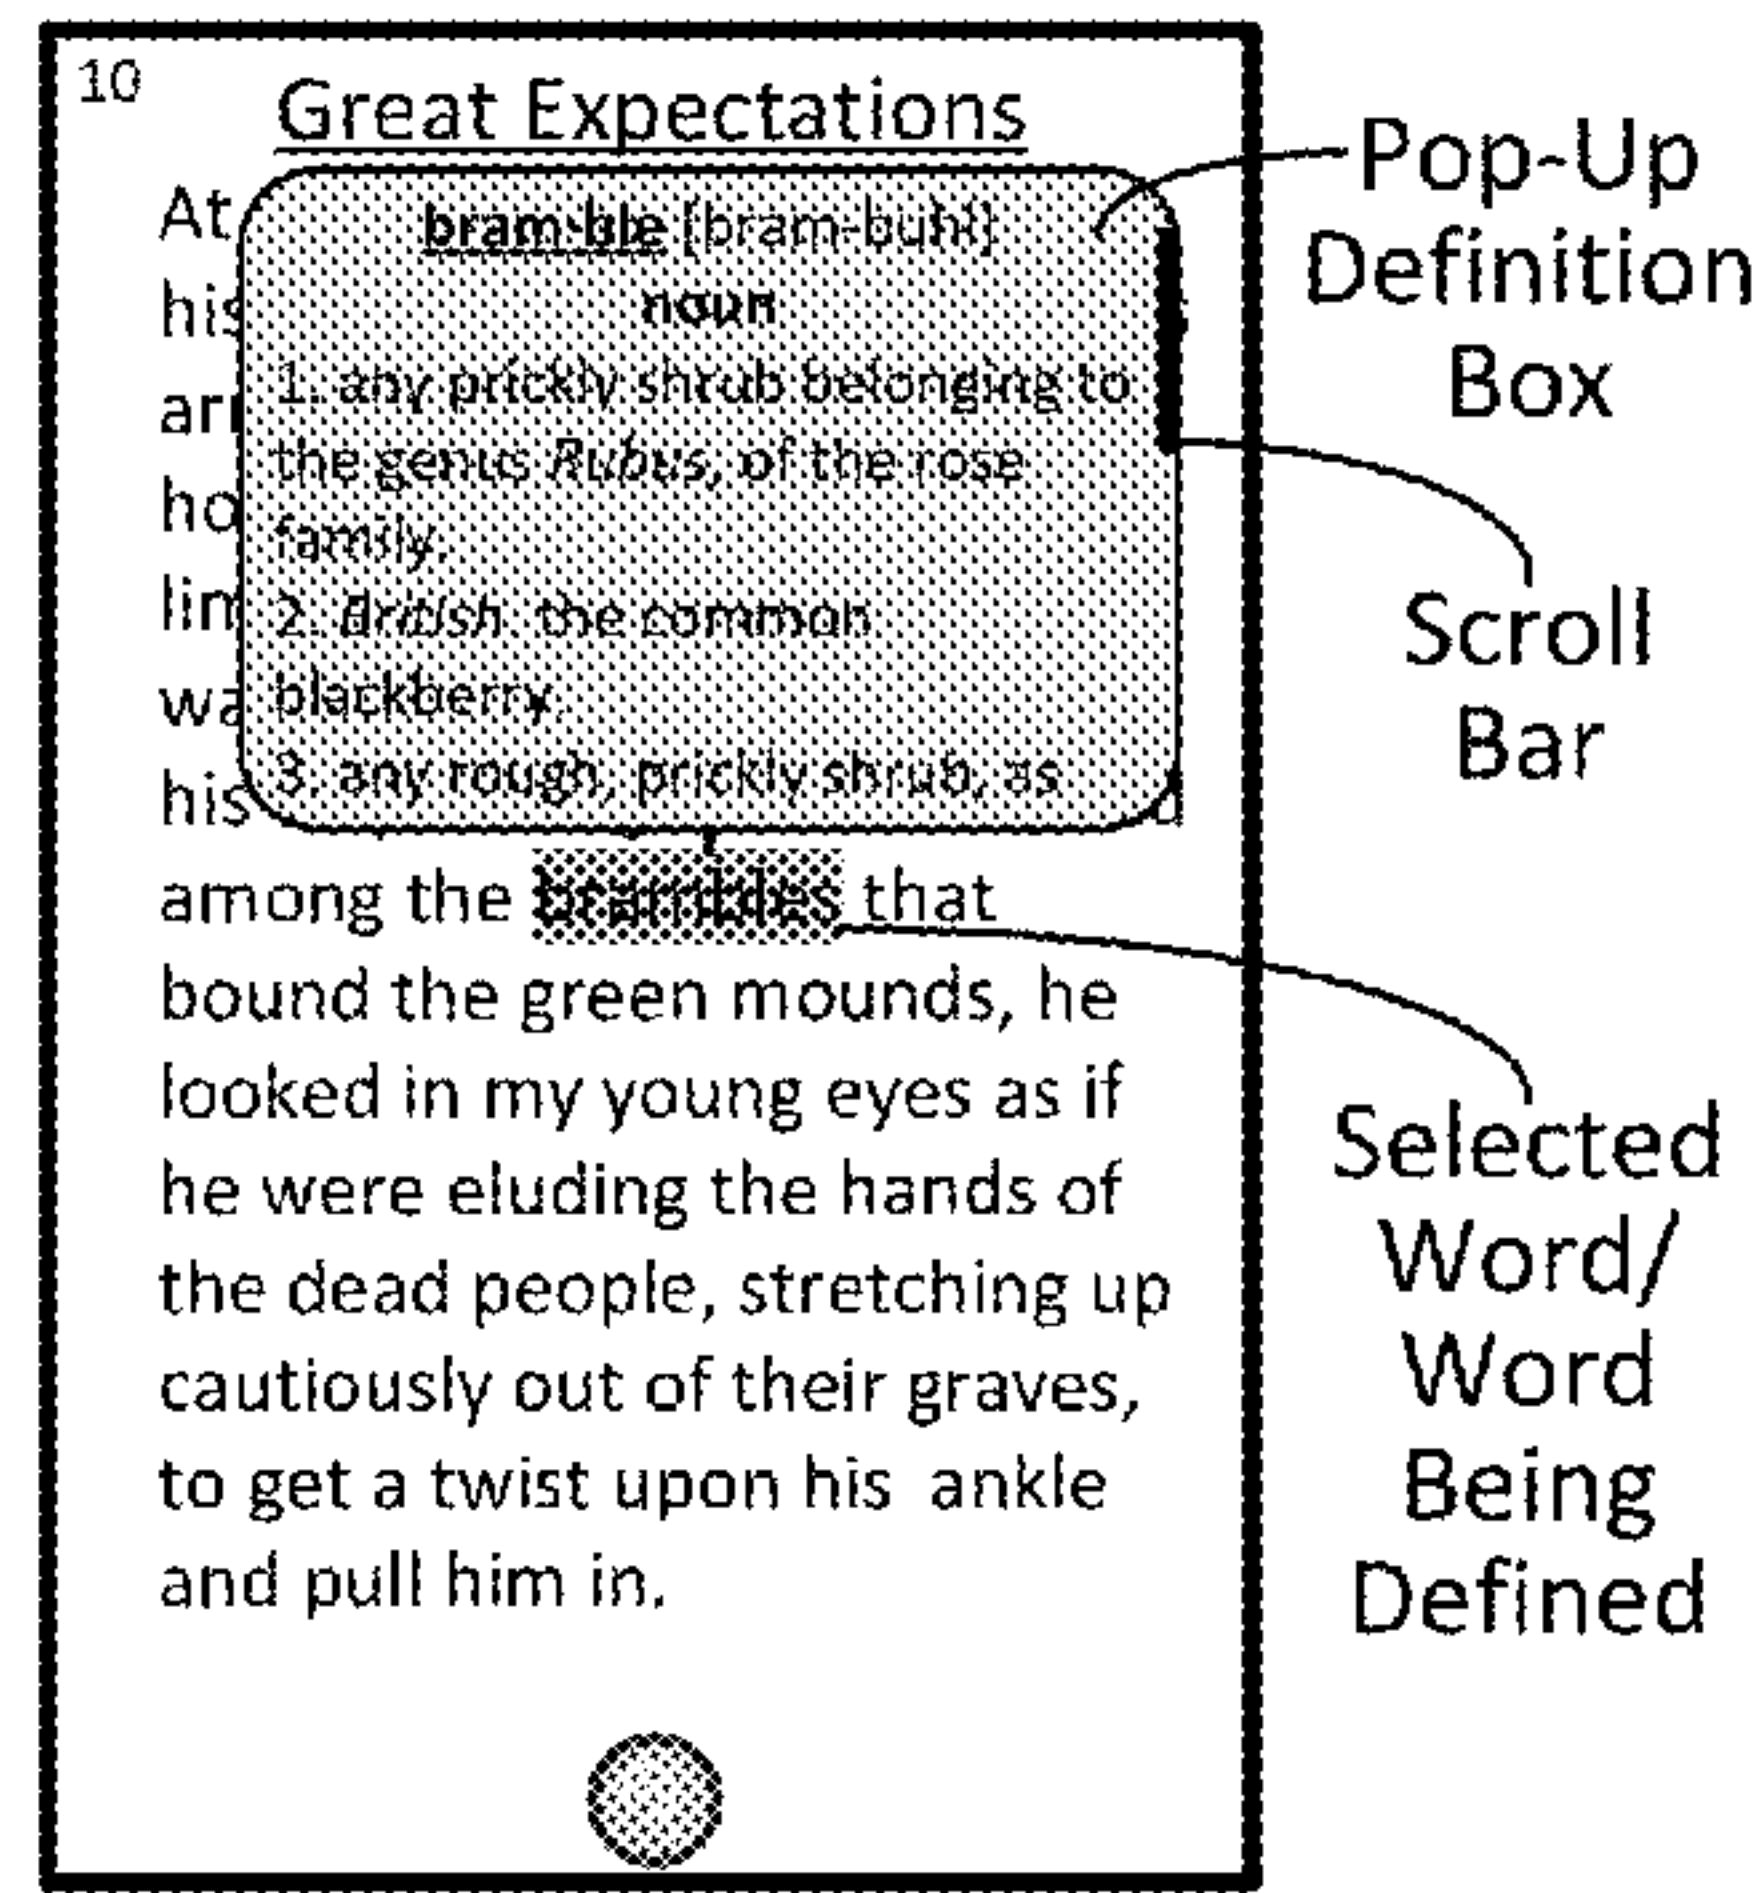 10
Great Expectations
At
his
arm
ho
lim
wa
his
bram·ble [bram-buhl]
noun
1. any prickly shrub belonging to
the genus Rubus, of the rose
family.
2. British. the common
blackberry.
3. any rough, prickly shrub, as
among the brambles that
bound the green mounds, he
looked in my young eyes as if
he were eluding the hands of
the dead people, stretching up
cautiously out of their graves,
to get a twist upon his ankle
and pull him in.
Pop-Up
Definition
Box
Scroll
Bar
Selected
Word/
Word
Being
Defined